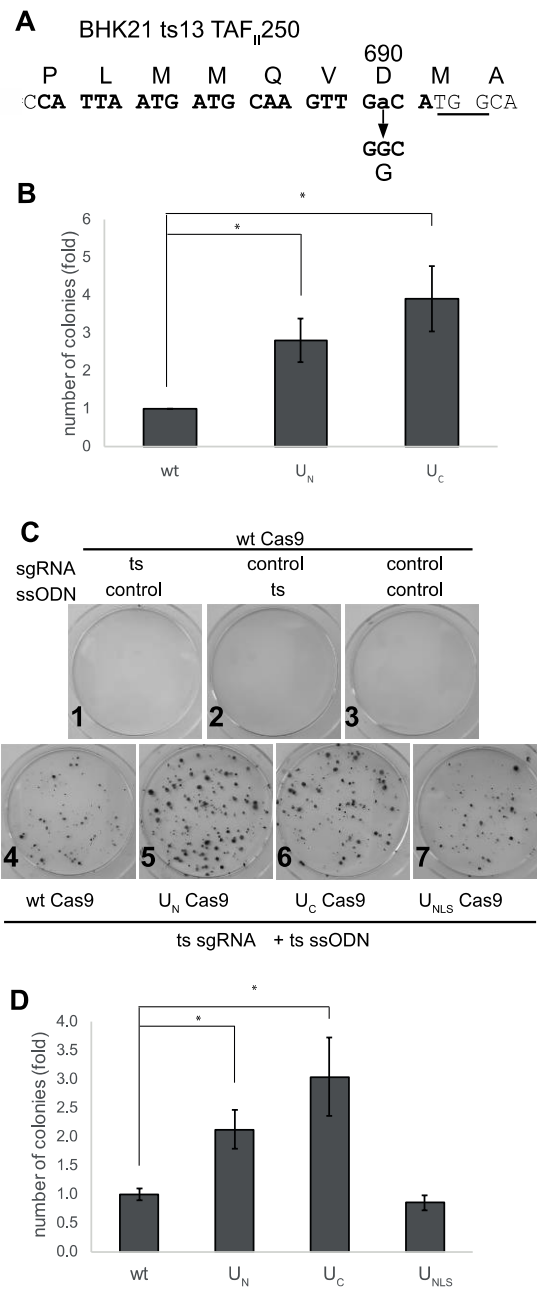 A
BHK21 ts13 TAFII250
690
P L M M Q V D M A
CCA TTA ATG ATG CAA GTT GaC ATG GCA
GGC
G
B
number of colonies (fold)
6
5
4
3
2
1
0
*
*
wt UN UC
C
wt Cas9
sgRNA ts control control
ssODN control ts control
1 2 3
4 5 6 7
wt Cas9 UN Cas9 UC Cas9 UNLS Cas9
ts sgRNA + ts ssODN
D
number of colonies (fold)
4.0
3.5
3.0
2.5
2.0
1.5
1.0
0.5
0.0
*
*
wt UN UC UNLS